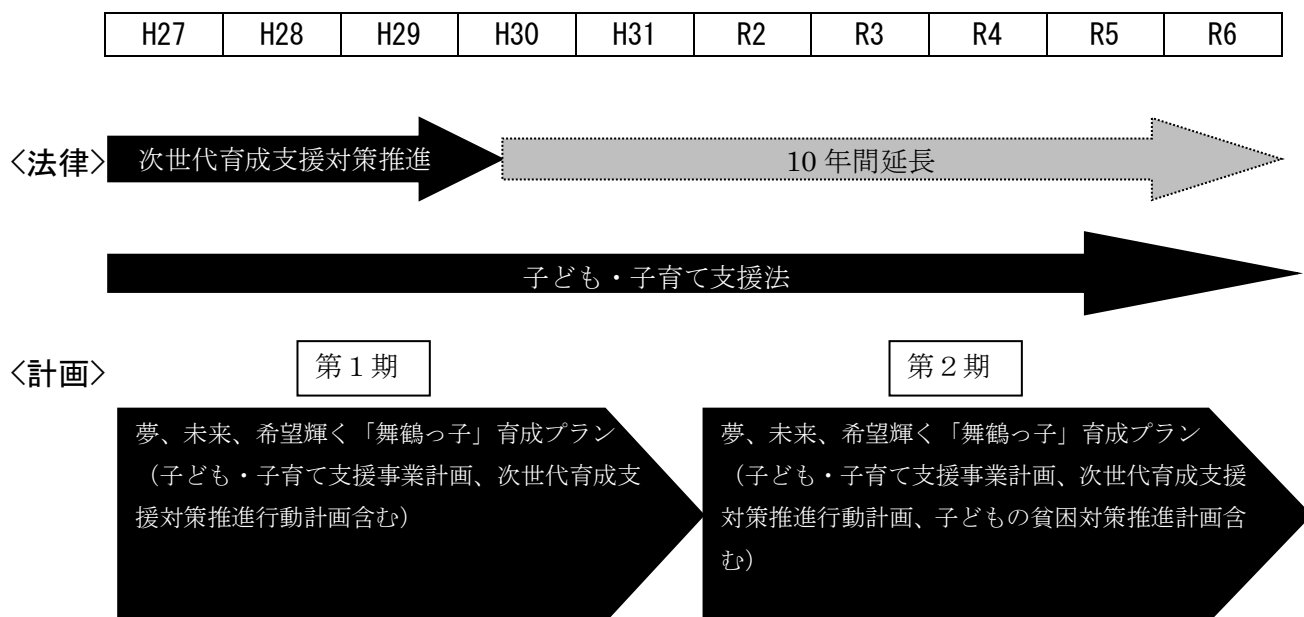 H27 H28 H29 H30 H31 R2 R3 R4 R5 R6
<法律>
次世代育成支援対策推進
10年間延長
子ども・子育て支援法
<計画>
第１期
第２期
夢、未来、希望輝く「舞鶴っ子」育成プラン
（子ども・子育て支援事業計画、次世代育成支
援対策推進行動計画含む）
夢、未来、希望輝く「舞鶴っ子」育成プラン
（子ども・子育て支援事業計画、次世代育成支援
対策推進行動計画、子どもの貧困対策推進計画含
む）